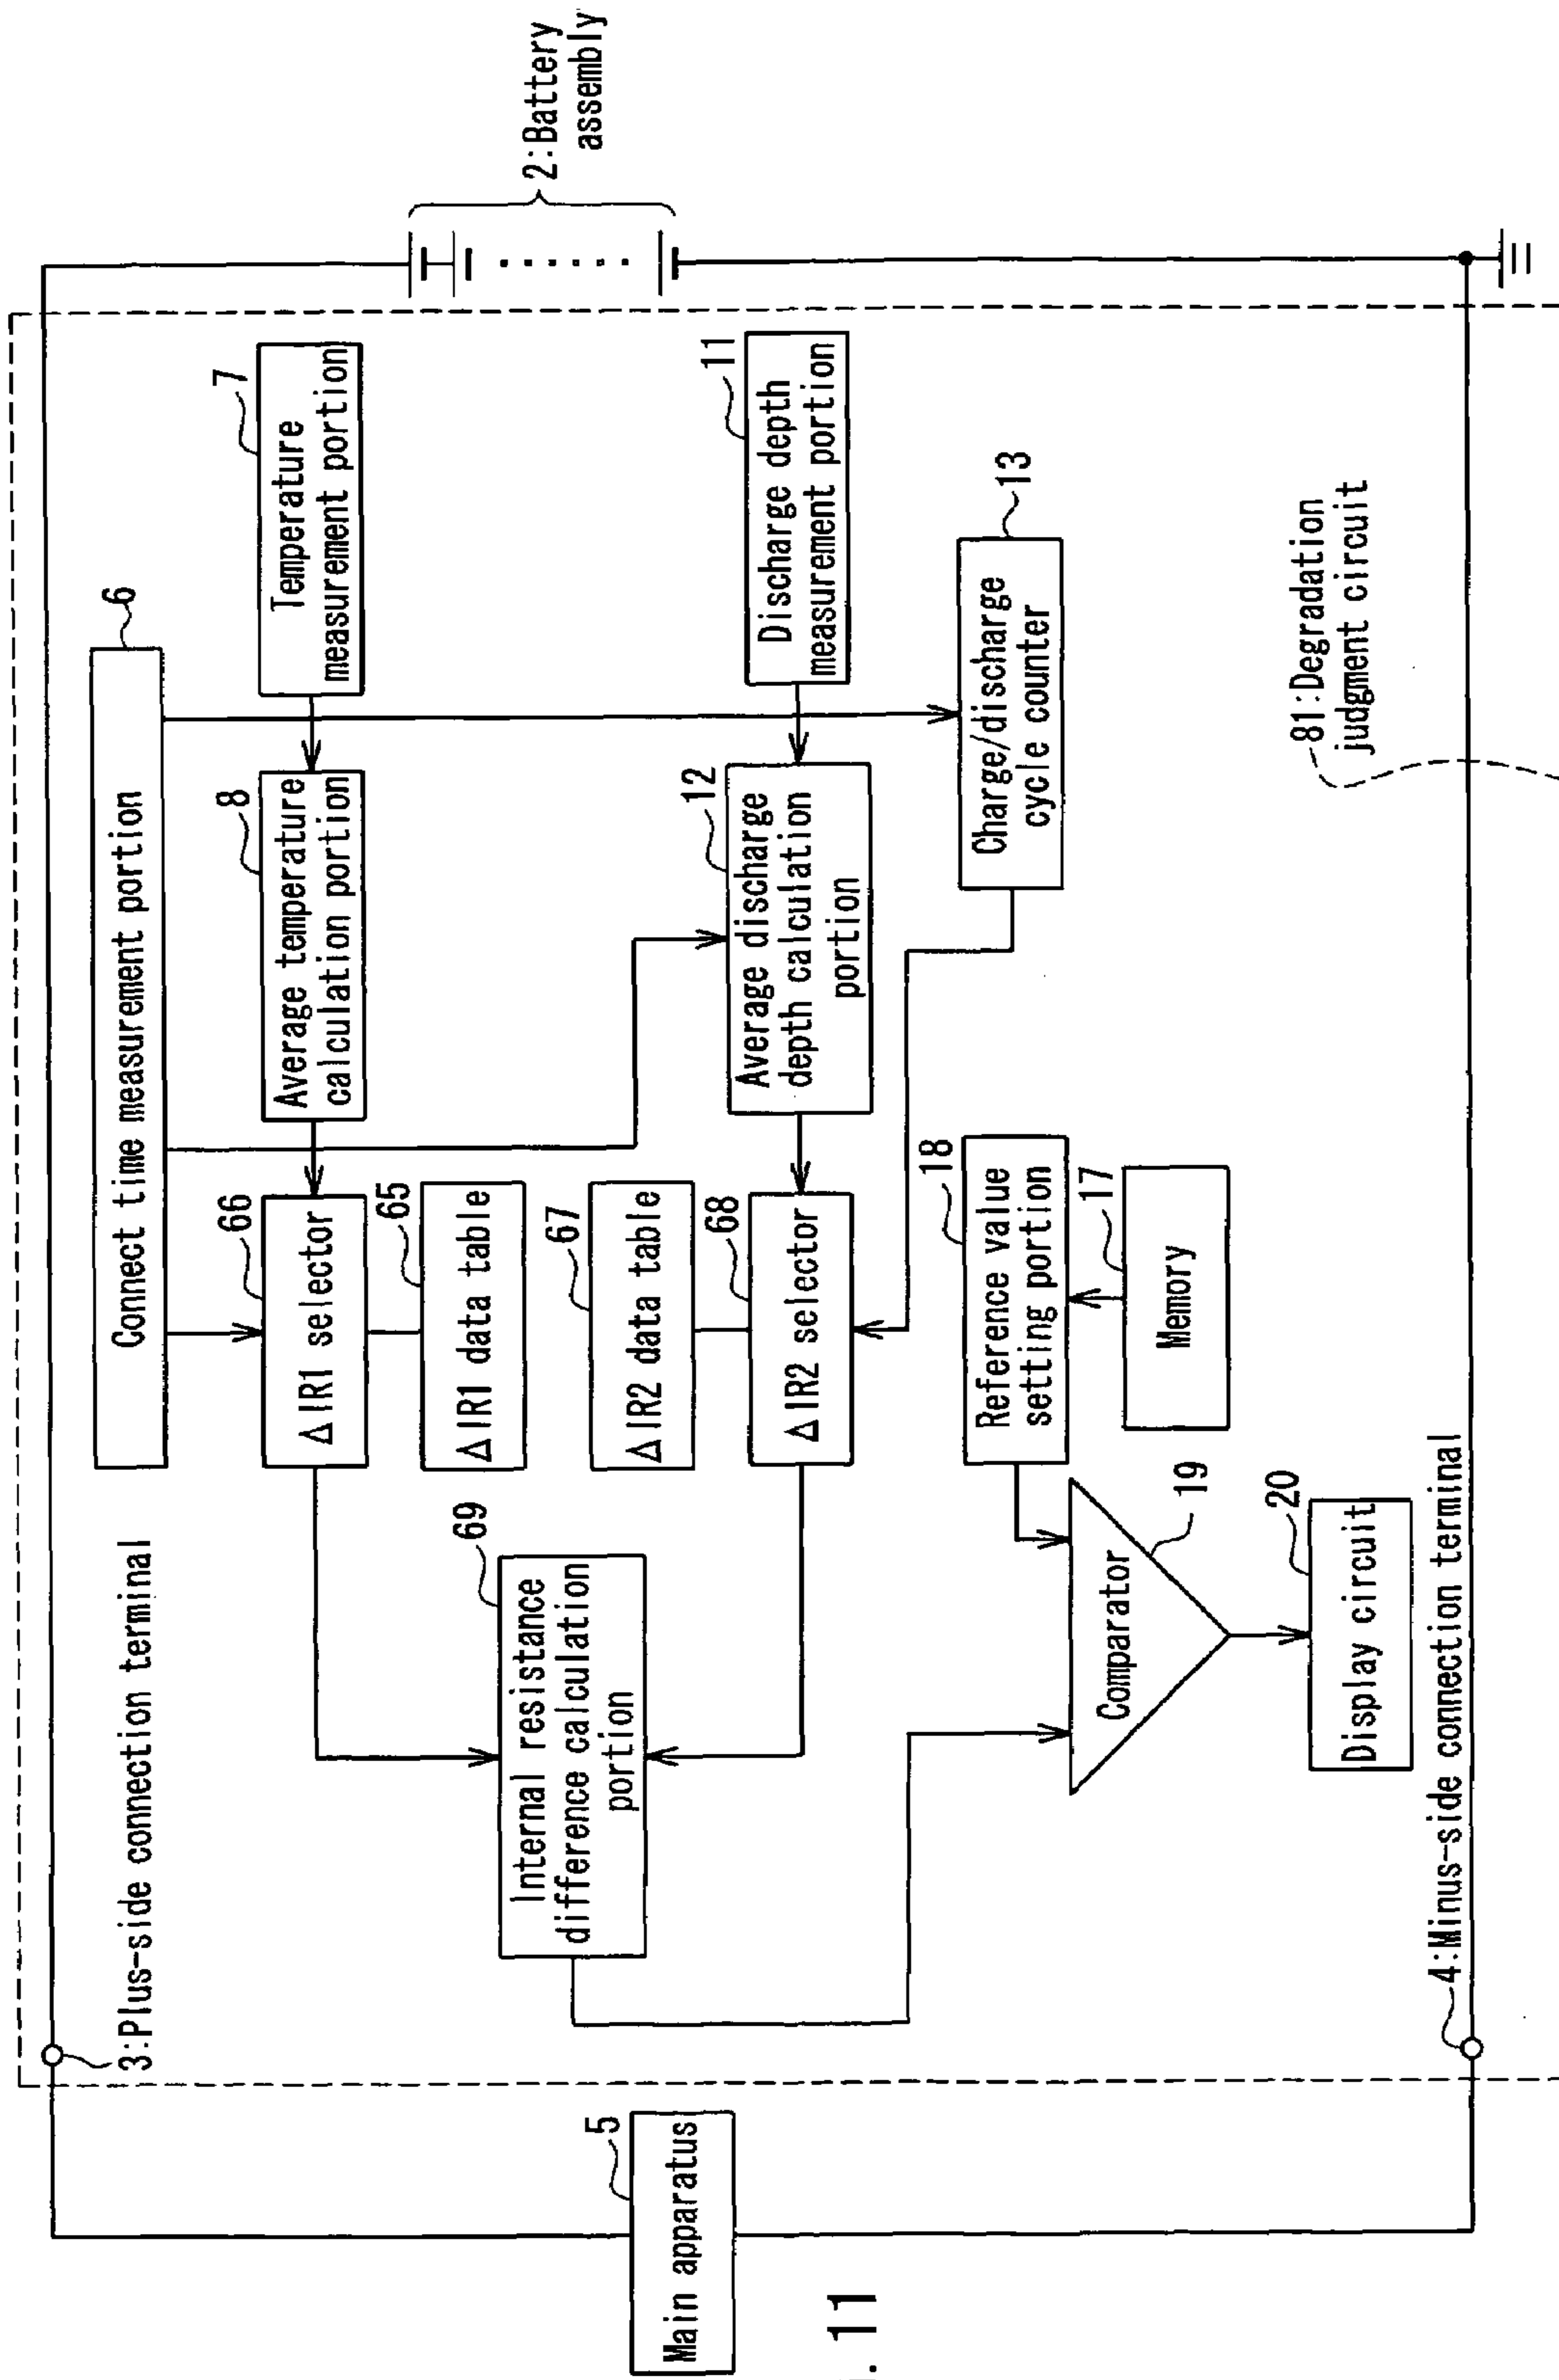 3:Plus-side connection terminal
6
Connect time measurement portion
5
Main apparatus
66
ΔIR1 selector
8
Average temperature
calculation portion
7
Temperature
measurement portion
65
ΔIR1 data table
69
Internal resistance
difference calculation
portion
67
ΔIR2 data table
2:Battery
assembly
68
ΔIR2 selector
12
Average discharge
depth calculation
portion
11
Discharge depth
measurement portion
18
Reference value
setting portion
Charge/discharge
cycle counter
13
Comparator
19
17
Memory
20
Display circuit
81:Degradation
judgment circuit
4:Minus-side connection terminal
. 11